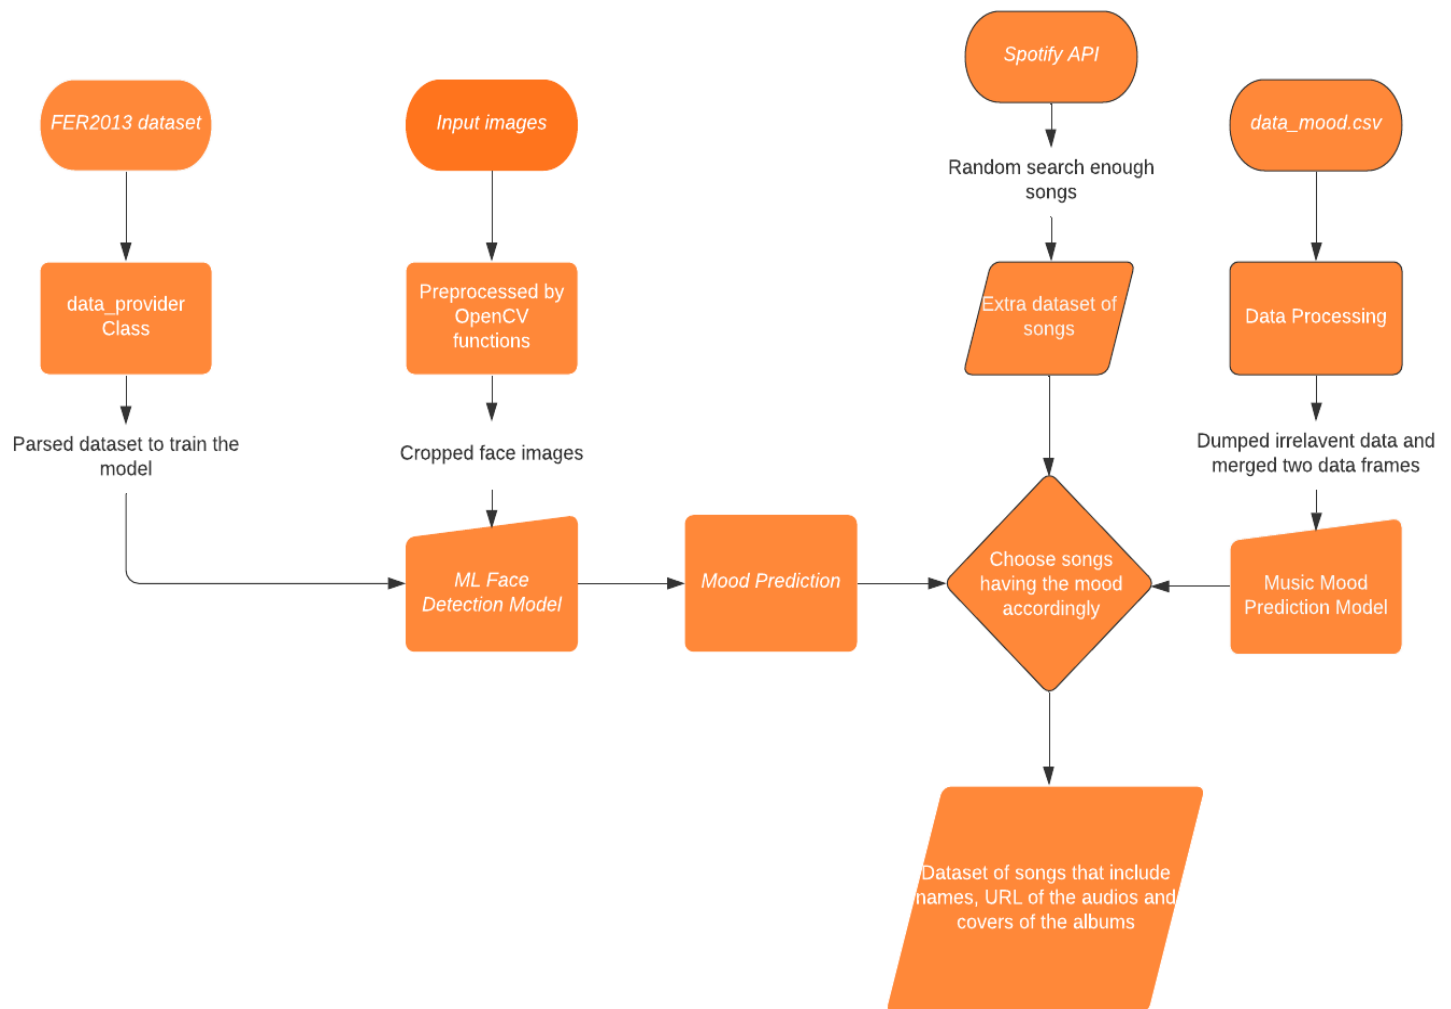 Spotify API
FER2013 dataset
Input images
data_mood.csv
Random search enough
songs
data_provider
Class
Preprocessed by
OpenCV
functions
Extra dataset of
songs
Data Processing
Parsed dataset to train the
model
Cropped face images
Dumped irrelavent data and
merged two data frames
ML Face
Detection Model
Mood Prediction
Choose songs
having the mood
accordingly
Music Mood
Prediction Model
Dataset of songs that include
names, URL of the audios and
covers of the albums